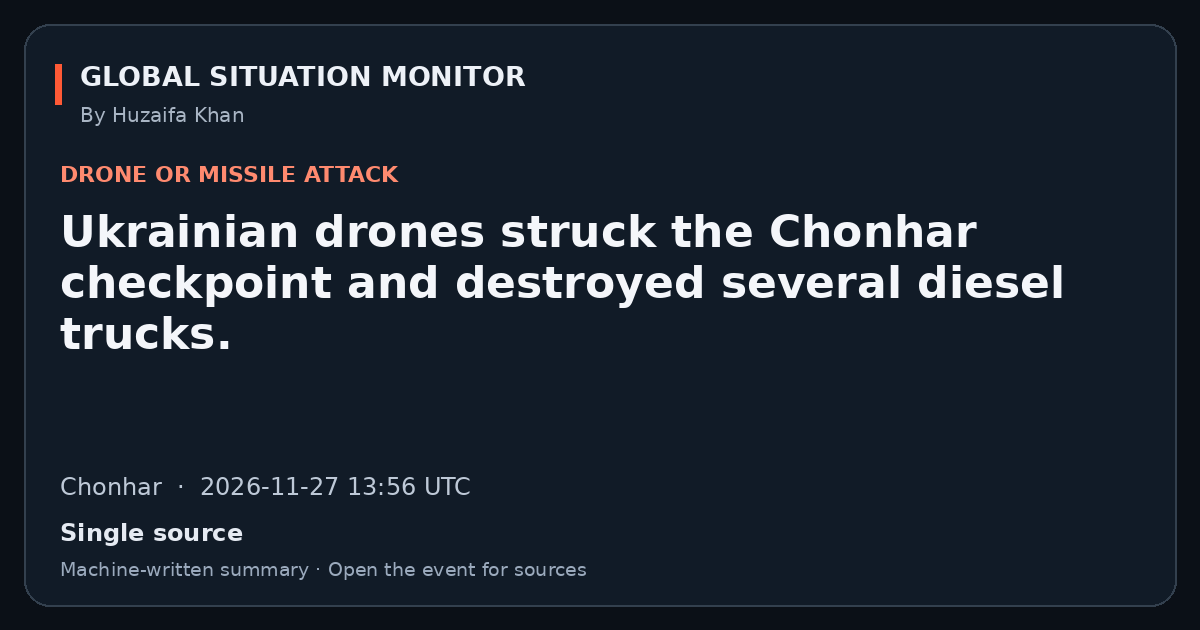 GLOBAL SITUATION MONITOR
By Huzaifa Khan
DRONE OR MISSILE ATTACK
Ukrainian drones struck the Chonhar
checkpoint and destroyed several diesel
trucks.
Chonhar · 2026-11-27 13:56 UTC
Single source
Machine-written summary · Open the event for sources